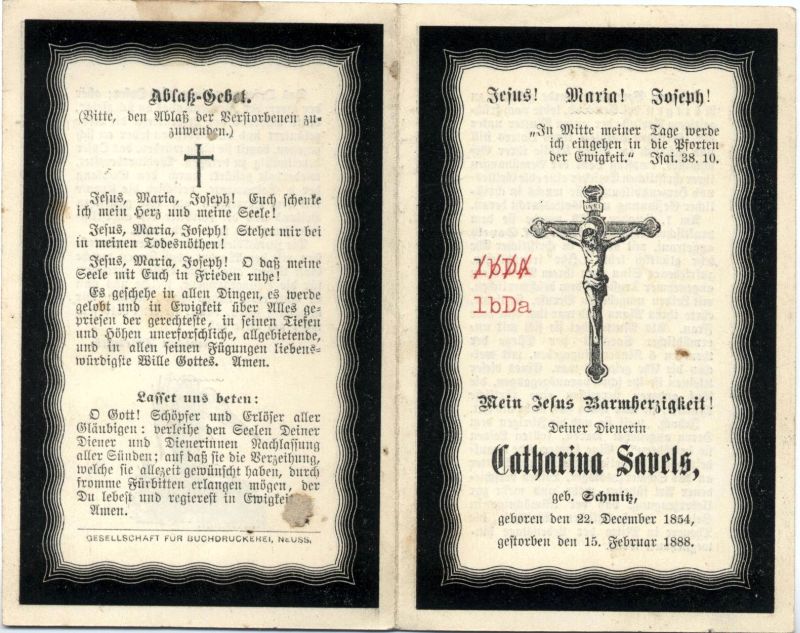 Ablaß-Gebet.
(Bitte, den Ablaß der Verstorbenen zu-
zuwenden.)
Jesus, Maria, Joseph! Euch schenke
ich mein Herz und meine Seele!
Jesus, Maria, Joseph! Stehet mir bei
in meinen Todesnöthen!
Jesus, Maria, Joseph! O daß meine
Seele mit Euch in Frieden ruhe!
Es geschehe in allen Dingen, es werde
gelobt und in Ewigkeit über Alles ge-
priesen der gerechteste, in seinen Tiefen
und Höhen unerforschliche, allgebietende,
und in allen seinen Fügungen liebens-
würdigste Wille Gottes. Amen.
Lasset uns beten:
O Gott! Schöpfer und Erlöser aller
Gläubigen: verleihe den Seelen Deiner
Diener und Dienerinnen Nachlassung
aller Sünden; auf daß sie die Verzeihung,
welche sie allezeit gewünscht haben, durch
fromme Fürbitten erlangen mögen, der
Du lebest und regierest in Ewigkeit
Amen.
GESELLSCHAFT FÜR BUCHDRUCKEREI, NEUSS.
Jesus! Maria! Joseph!
„In Mitte meiner Tage werde
ich eingehen in die Pforten
der Ewigkeit.“ Isai. 38. 10.
INRI
1bDA
1bDa
Mein Jesus Barmherzigkeit!
Deiner Dienerin
Catharina Savels,
geb. Schmitz,
geboren den 22. December 1854,
gestorben den 15. Februar 1888.